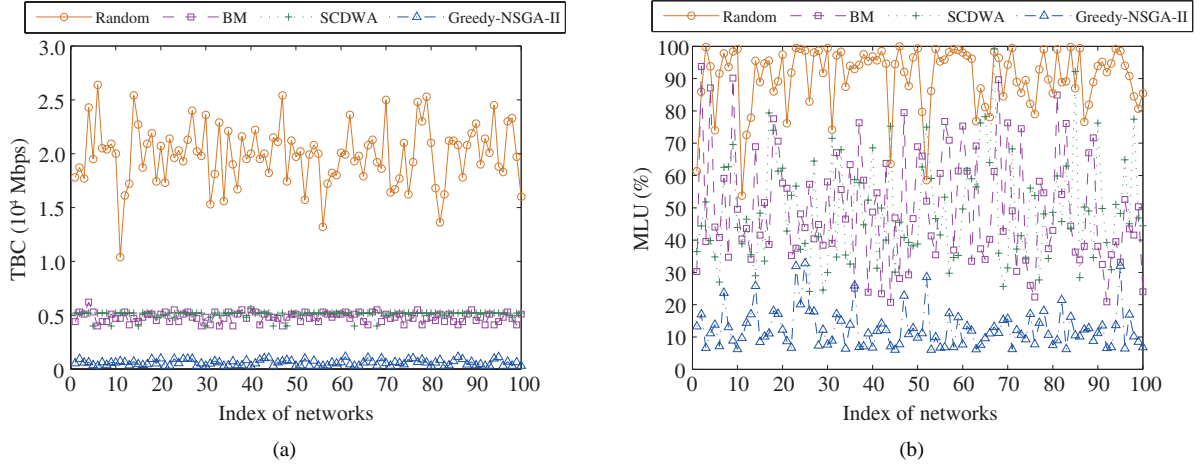 Random BM SCDWA Greedy-NSGA-II
3.0
2.5
2.0
1.5
1.0
0.5
0
TBC (10⁴ Mbps)
0 10 20 30 40 50 60 70 80 90 100
Index of networks
(a)
Random BM SCDWA Greedy-NSGA-II
100
90
80
70
60
50
40
30
20
10
0
MLU (%)
0 10 20 30 40 50 60 70 80 90 100
Index of networks
(b)